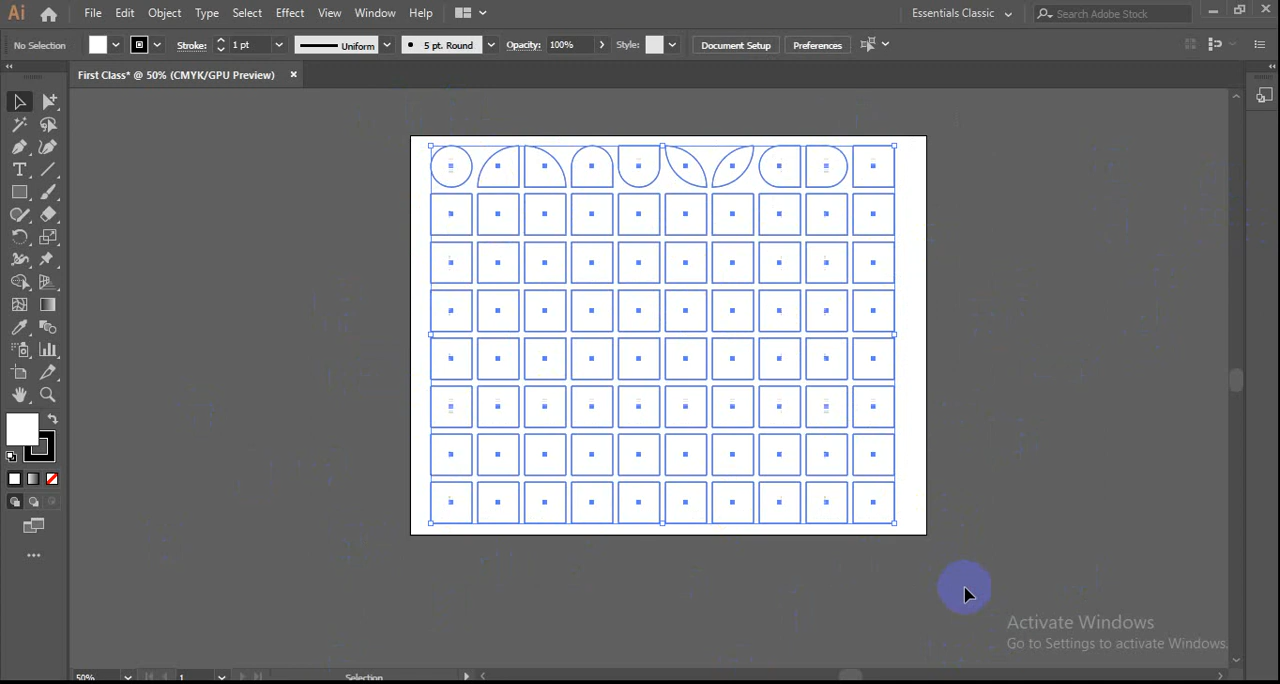 Ai File Edit Object Type Select Effect View Window Help Essentials Classic Search Adobe Stock
No Selection Stroke: 1 pt Uniform 5 pt. Round Opacity: 100% Style: Document Setup Preferences
First Class* @ 50% (CMYK/GPU Preview)
Activate Windows
Go to Settings to activate Windows.
50% 1 Selection